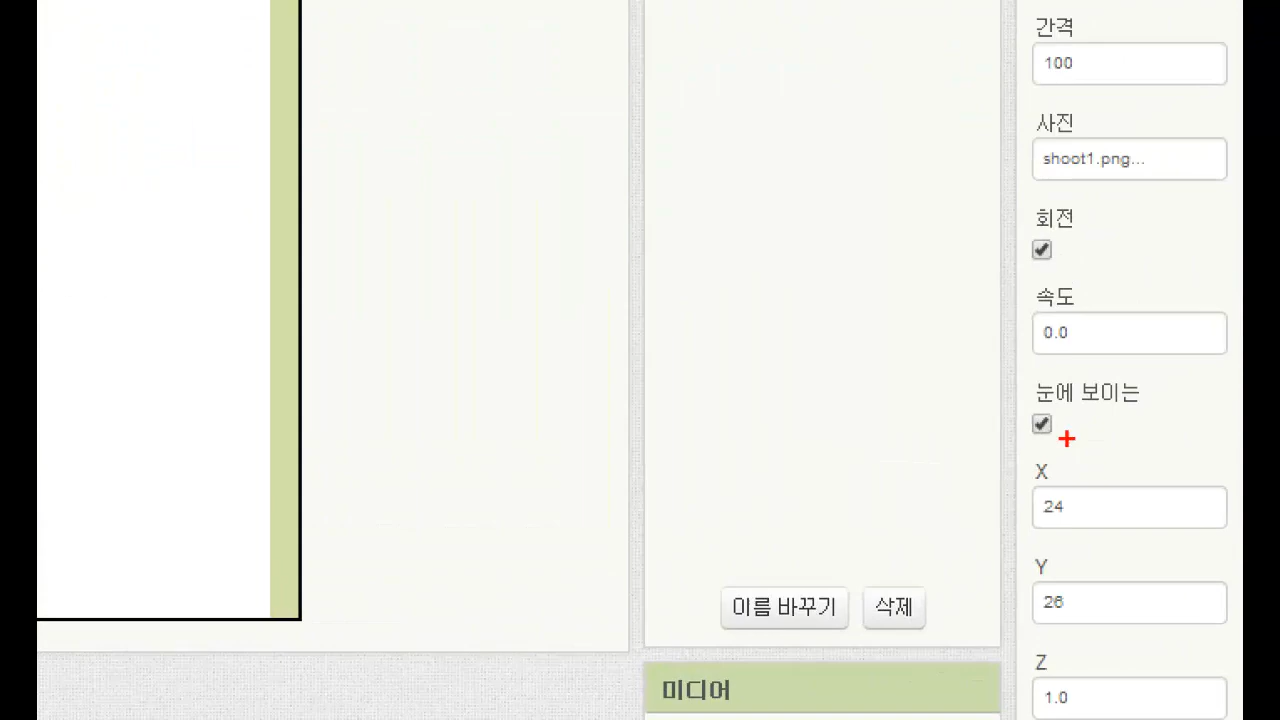 간격
100
사진
shoot1.png...
회전
속도
0.0
눈에 보이는
X
24
Y
26
이름 바꾸기
삭제
Z
미디어
1.0